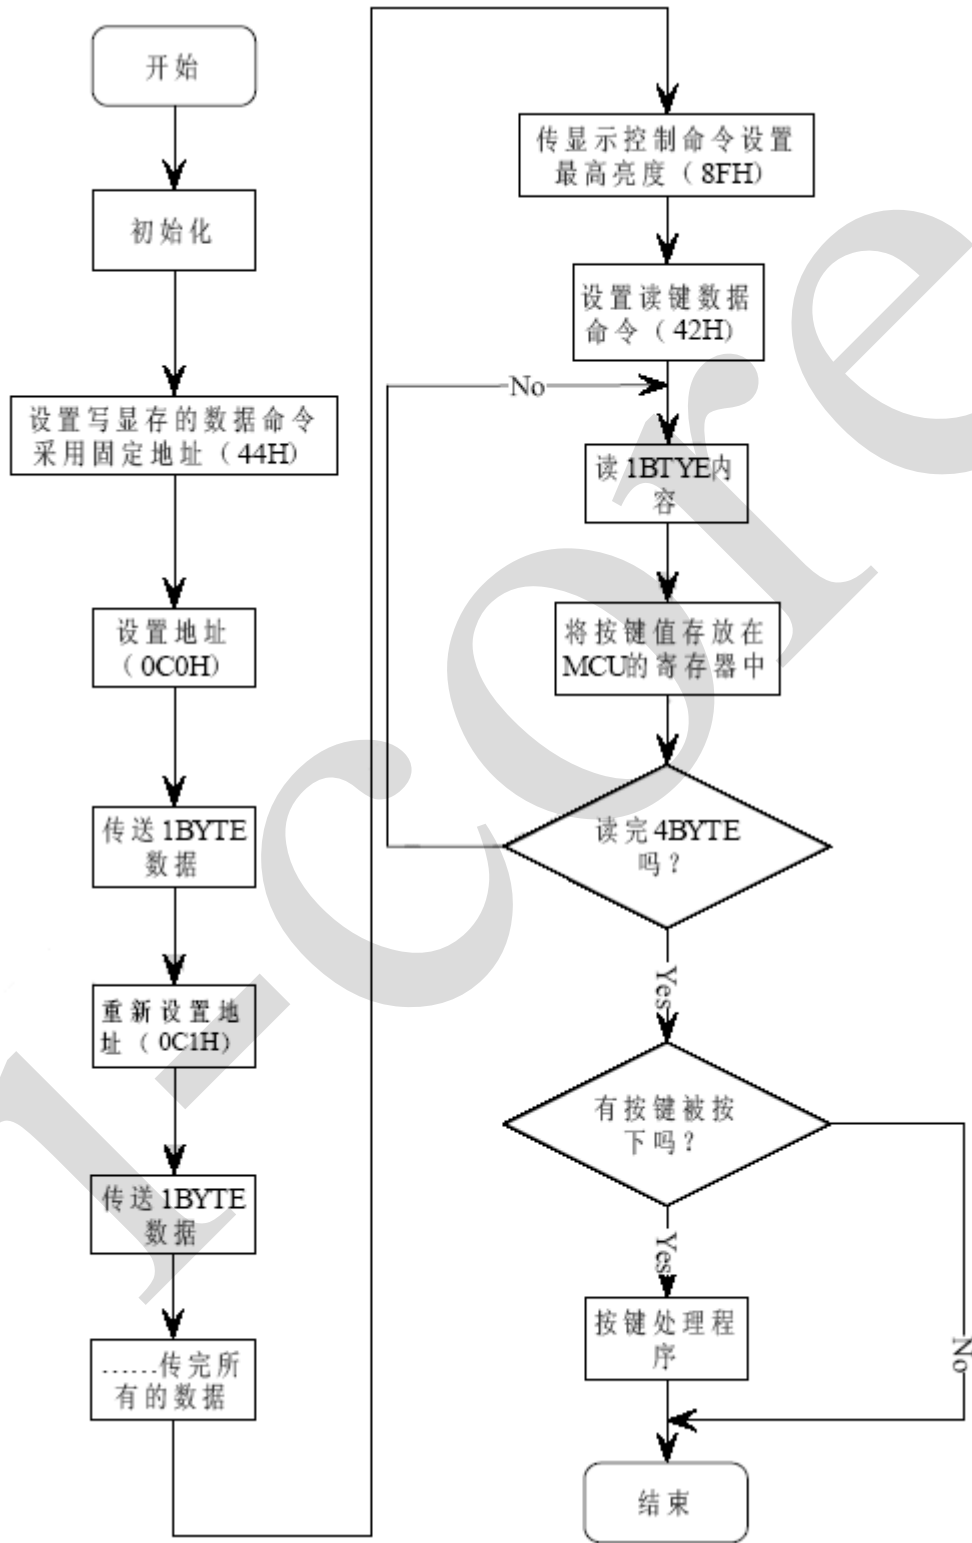 开始
初始化
设置写显存的数据命令
采用固定地址（44H）
设置地址
（0C0H）
传送1BYTE
数据
重新设置地
址（0C1H）
传送1BYTE
数据
......传完所
有的数据
传显示控制命令设置
最高亮度（8FH）
设置读键数据
命令（42H）
No
读1BTYE内
容
将按键值存放在
MCU的寄存器中
读完4BYTE
吗？
Yes
有按键被按
下吗？
Yes
按键处理程
序
No
结束
i-core